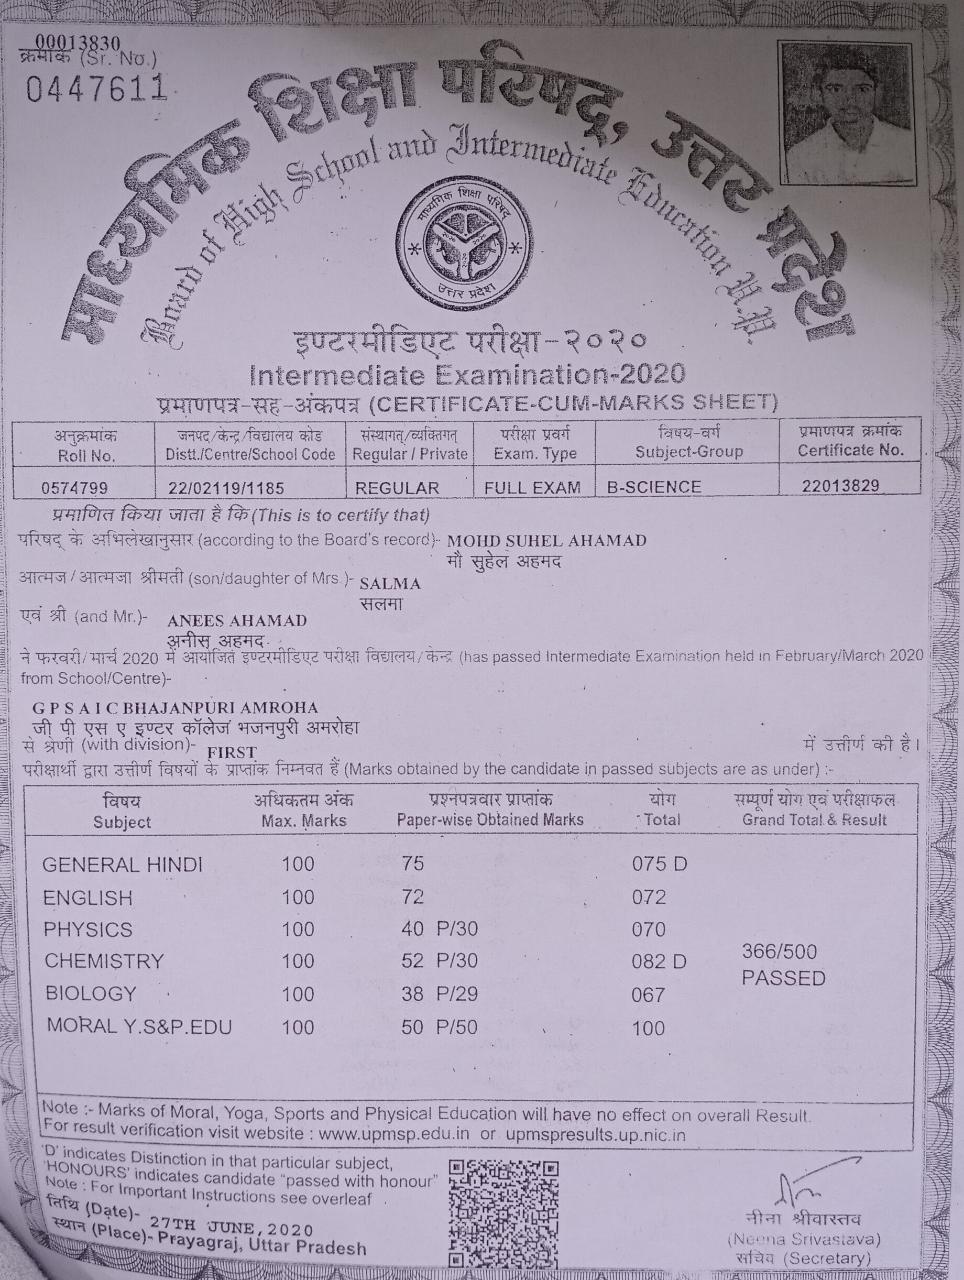 00013830
क्रमांक (Sr. No.)
0447611
माध्यमिक शिक्षा परिषद्, उत्तर प्रदेश
Board of High School and Intermediate Education U.P.
माध्यमिक शिक्षा परिषद
उत्तर प्रदेश
इण्टरमीडिएट परीक्षा-२०२०
Intermediate Examination-2020
प्रमाणपत्र-सह-अंकपत्र (CERTIFICATE-CUM-MARKS SHEET)
अनुक्रमांक जनपद/केन्द्र/विद्यालय कोड संस्थागत/व्यक्तिगत परीक्षा प्रवर्ग विषय-वर्ग प्रमाणपत्र क्रमांक
Roll No. Distt./Centre/School Code Regular / Private Exam. Type Subject-Group Certificate No.
0574799 22/02119/1185 REGULAR FULL EXAM B-SCIENCE 22013829
प्रमाणित किया जाता है कि (This is to certify that)
परिषद् के अभिलेखानुसार (according to the Board's record)- MOHD SUHEL AHAMAD
मौ सुहेल अहमद
आत्मज/आत्मजा श्रीमती (son/daughter of Mrs.)- SALMA
सलमा
एवं श्री (and Mr.)- ANEES AHAMAD
अनीस अहमद
ने फरवरी/मार्च 2020 में आयोजित इण्टरमीडिएट परीक्षा विद्यालय/केन्द्र (has passed Intermediate Examination held in February/March 2020
from School/Centre)-
G P S A I C BHAJANPURI AMROHA
जी पी एस ए इण्टर कॉलेज भजनपुरी अमरोहा
से श्रेणी (with division)- FIRST में उत्तीर्ण की है।
परीक्षार्थी द्वारा उत्तीर्ण विषयों के प्राप्तांक निम्नवत हैं (Marks obtained by the candidate in passed subjects are as under) :-
विषय अधिकतम अंक प्रश्नपत्रवार प्राप्तांक योग सम्पूर्ण योग एवं परीक्षाफल
Subject Max. Marks Paper-wise Obtained Marks Total Grand Total & Result
GENERAL HINDI 100 75 075 D
ENGLISH 100 72 072
PHYSICS 100 40 P/30 070
CHEMISTRY 100 52 P/30 082 D 366/500
PASSED
BIOLOGY 100 38 P/29 067
MORAL Y.S&P.EDU 100 50 P/50 100
Note :- Marks of Moral, Yoga, Sports and Physical Education will have no effect on overall Result.
For result verification visit website : www.upmsp.edu.in or upmspresults.up.nic.in
'D' indicates Distinction in that particular subject,
'HONOURS' indicates candidate "passed with honour"
Note : For Important Instructions see overleaf
तिथि (Date)- 27TH JUNE, 2020
स्थान (Place)- Prayagraj, Uttar Pradesh
नीना श्रीवास्तव
(Neena Srivastava)
सचिव (Secretary)